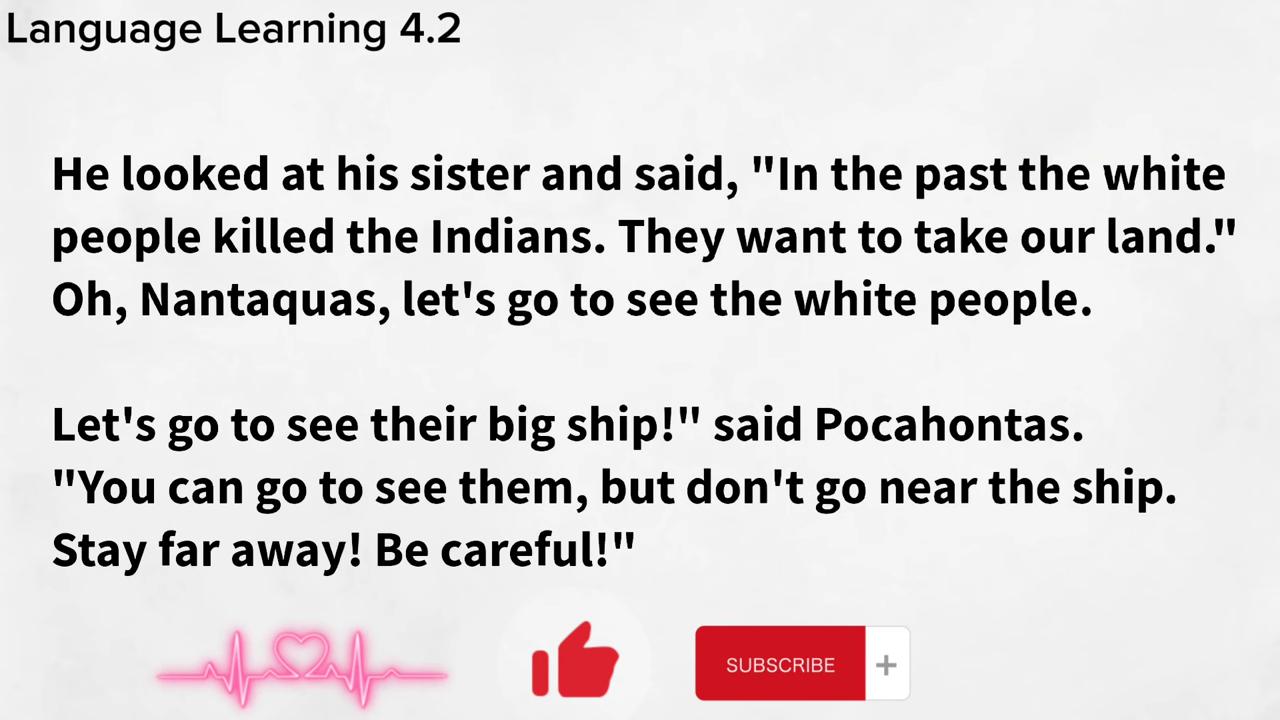 Language Learning 4.2
He looked at his sister and said, "In the past the white
people killed the Indians. They want to take our land."
Oh, Nantaquas, let's go to see the white people.
Let's go to see their big ship!" said Pocahontas.
"You can go to see them, but don't go near the ship.
Stay far away! Be careful!"
SUBSCRIBE +